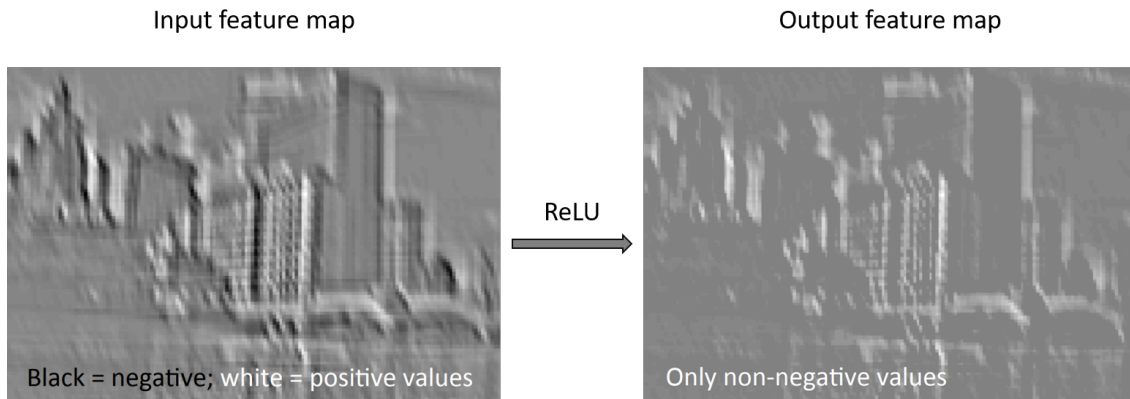 Input feature map
Output feature map
ReLU
Black = negative; white = positive values
Only non-negative values